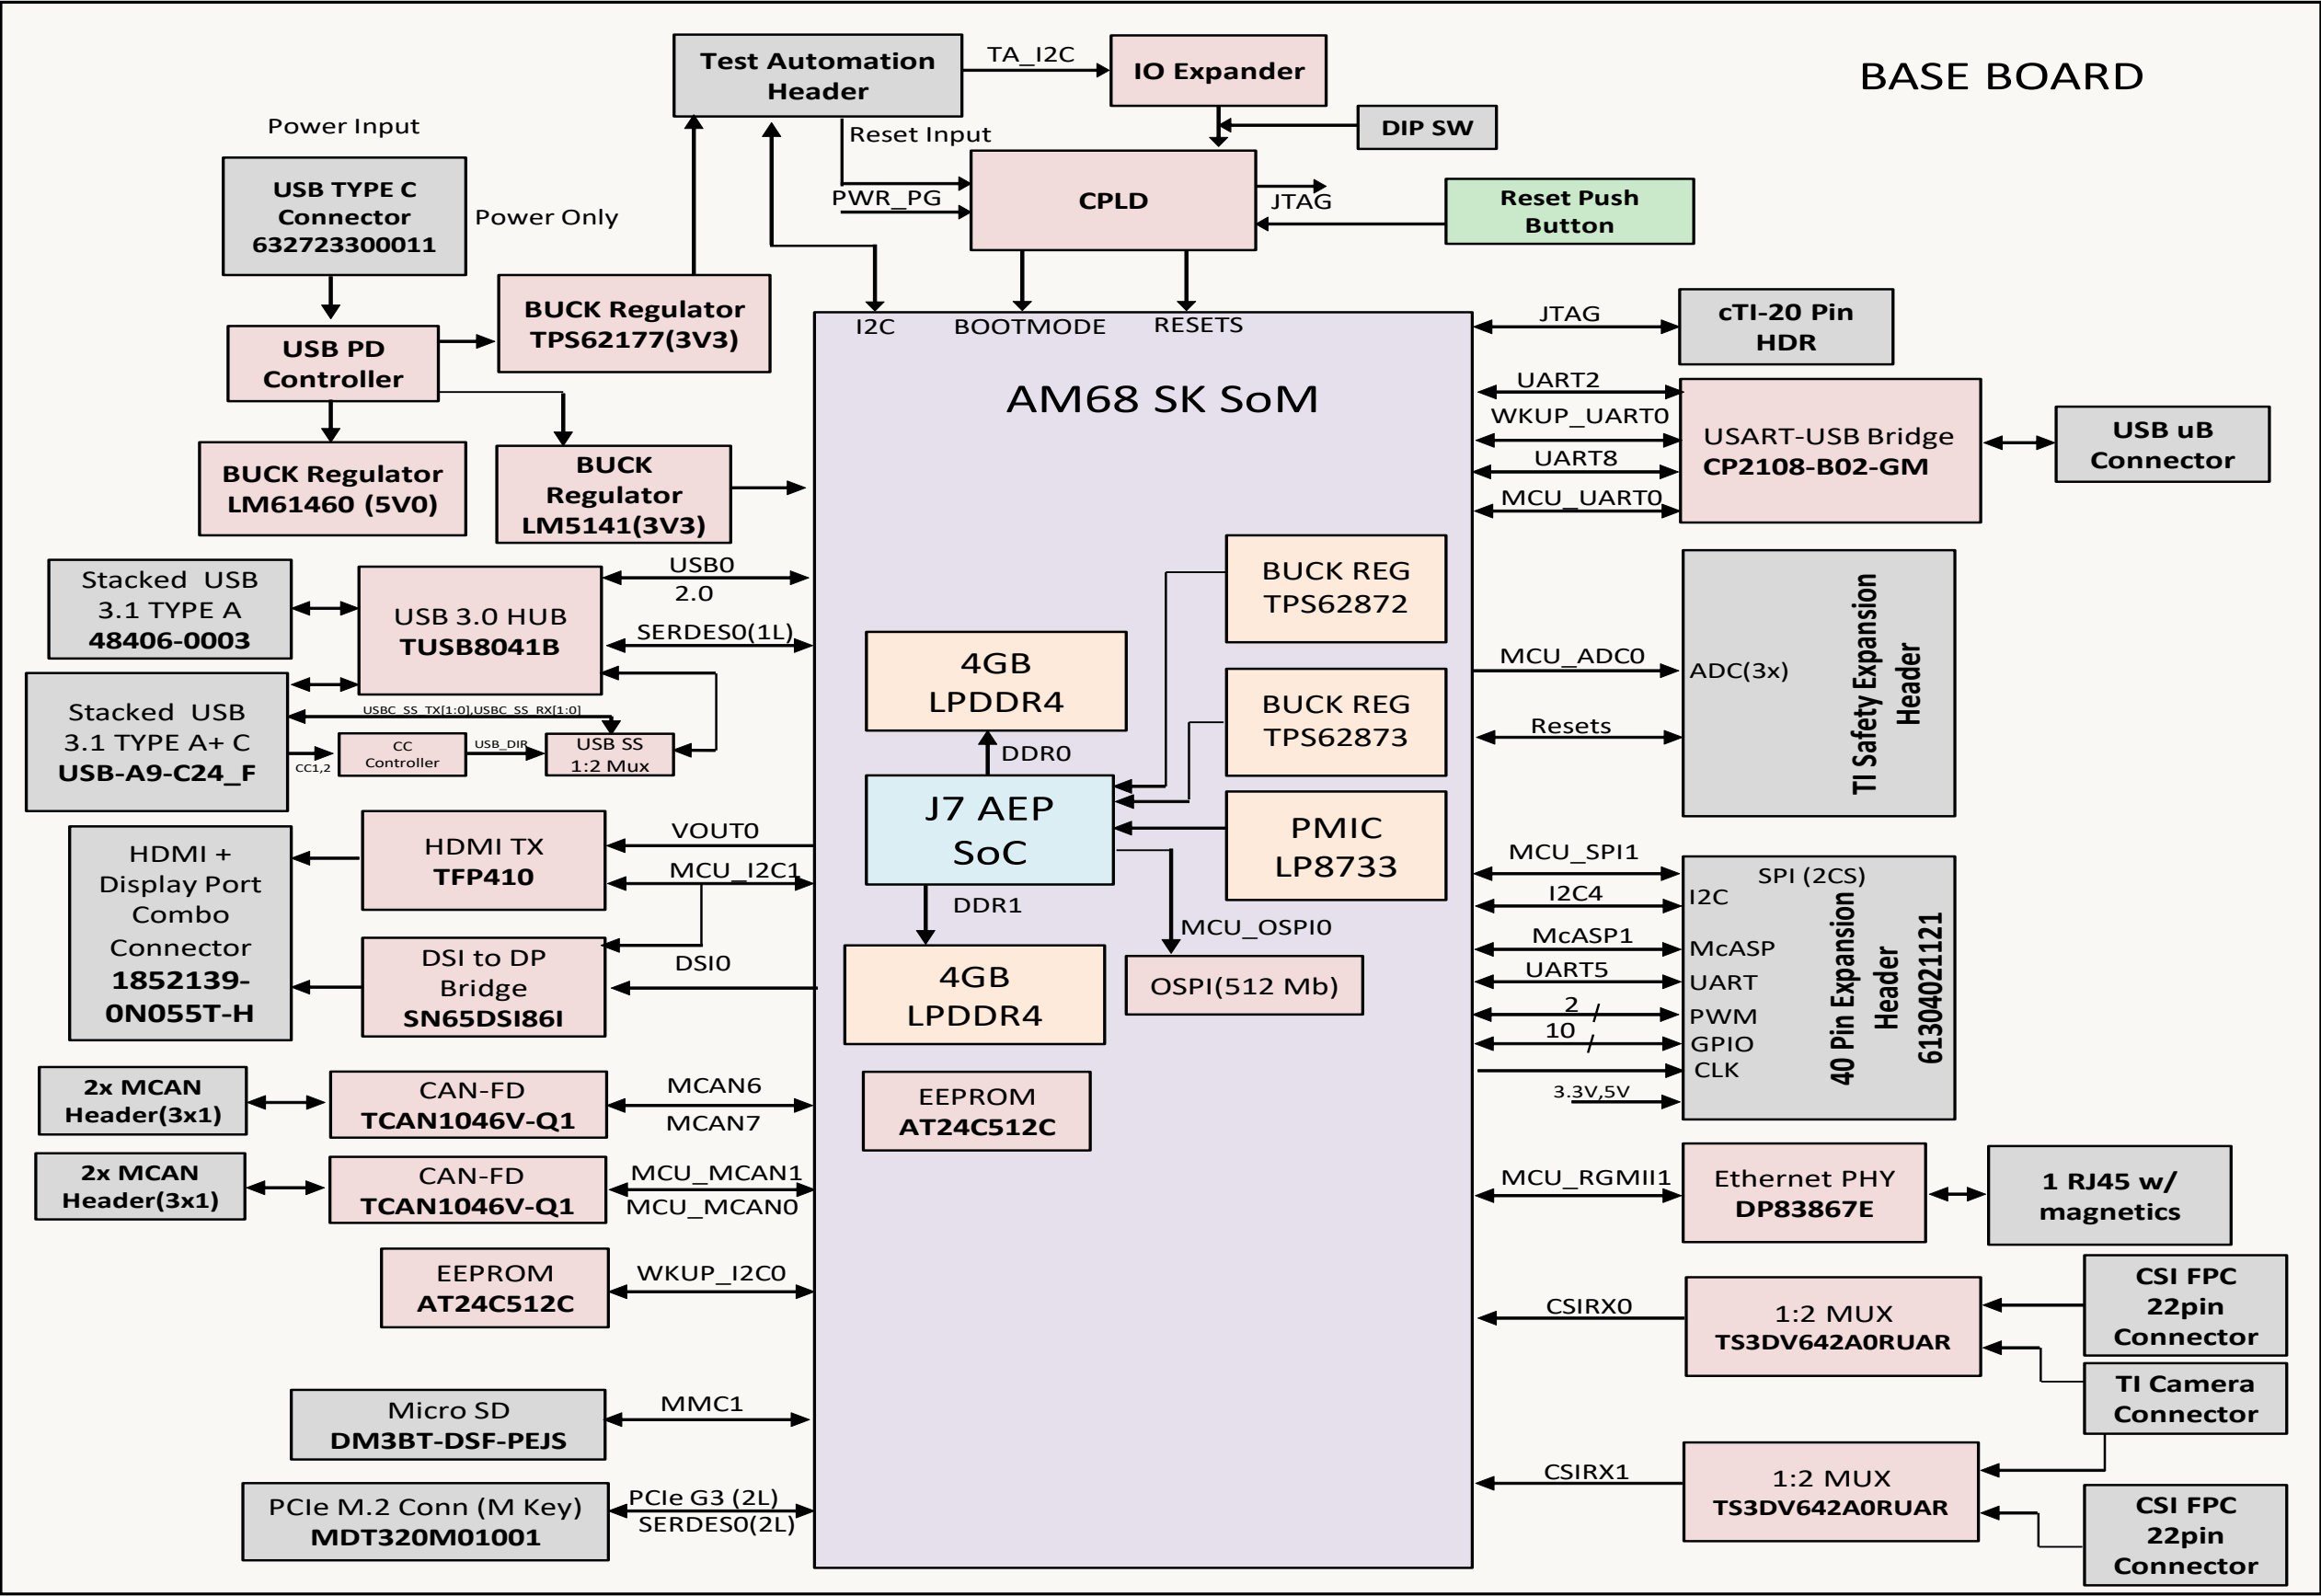 BASE BOARD
Test Automation
Header
TA_I2C
IO Expander
DIP SW
Reset Input
PWR_PG
CPLD
JTAG
Reset Push
Button
Power Input
USB TYPE C
Connector
632723300011
Power Only
USB PD
Controller
BUCK Regulator
TPS62177(3V3)
BUCK Regulator
LM61460 (5V0)
BUCK
Regulator
LM5141(3V3)
Stacked USB
3.1 TYPE A
48406-0003
USB 3.0 HUB
TUSB8041B
USB0
2.0
SERDES0(1L)
Stacked USB
3.1 TYPE A+ C
USB-A9-C24_F
USBC_SS_TX[1:0],USBC_SS_RX[1:0]
CC1,2
CC
Controller
USB_DIR
USB SS
1:2 Mux
HDMI +
Display Port
Combo
Connector
1852139-
0N055T-H
HDMI TX
TFP410
VOUT0
MCU_I2C1
DSI to DP
Bridge
SN65DSI86I
DSI0
2x MCAN
Header(3x1)
CAN-FD
TCAN1046V-Q1
MCAN6
MCAN7
2x MCAN
Header(3x1)
CAN-FD
TCAN1046V-Q1
MCU_MCAN1
MCU_MCAN0
EEPROM
AT24C512C
WKUP_I2C0
Micro SD
DM3BT-DSF-PEJS
MMC1
PCIe M.2 Conn (M Key)
MDT320M01001
PCIe G3 (2L)
SERDES0(2L)
I2C
BOOTMODE
RESETS
AM68 SK SoM
BUCK REG
TPS62872
4GB
LPDDR4
BUCK REG
TPS62873
DDR0
J7 AEP
SoC
PMIC
LP8733
DDR1
MCU_OSPI0
4GB
LPDDR4
OSPI(512 Mb)
EEPROM
AT24C512C
JTAG
cTI-20 Pin
HDR
UART2
WKUP_UART0
UART8
MCU_UART0
USART-USB Bridge
CP2108-B02-GM
USB uB
Connector
MCU_ADC0
ADC(3x)
Resets
TI Safety Expansion
Header
MCU_SPI1
SPI (2CS)
I2C4
I2C
McASP1
McASP
UART5
UART
2
/
PWM
10
/
GPIO
CLK
3.3V,5V
40 Pin Expansion
Header
61304021121
MCU_RGMII1
Ethernet PHY
DP83867E
1 RJ45 w/
magnetics
CSIRX0
1:2 MUX
TS3DV642A0RUAR
CSI FPC
22pin
Connector
TI Camera
Connector
CSIRX1
1:2 MUX
TS3DV642A0RUAR
CSI FPC
22pin
Connector